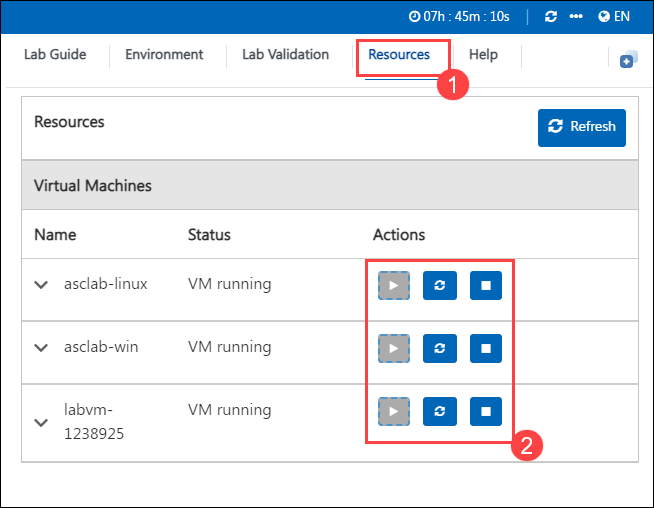 07h : 45m : 10s EN
Lab Guide Environment Lab Validation Resources Help
1
Resources Refresh
Virtual Machines
Name Status Actions
asclab-linux VM running
asclab-win VM running
labvm- VM running
1238925
2